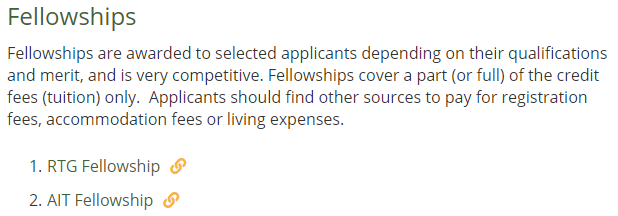 Fellowships
Fellowships are awarded to selected applicants depending on their qualifications
and merit, and is very competitive. Fellowships cover a part (or full) of the credit
fees (tuition) only.  Applicants should find other sources to pay for registration
fees, accommodation fees or living expenses.
1. RTG Fellowship
2. AIT Fellowship